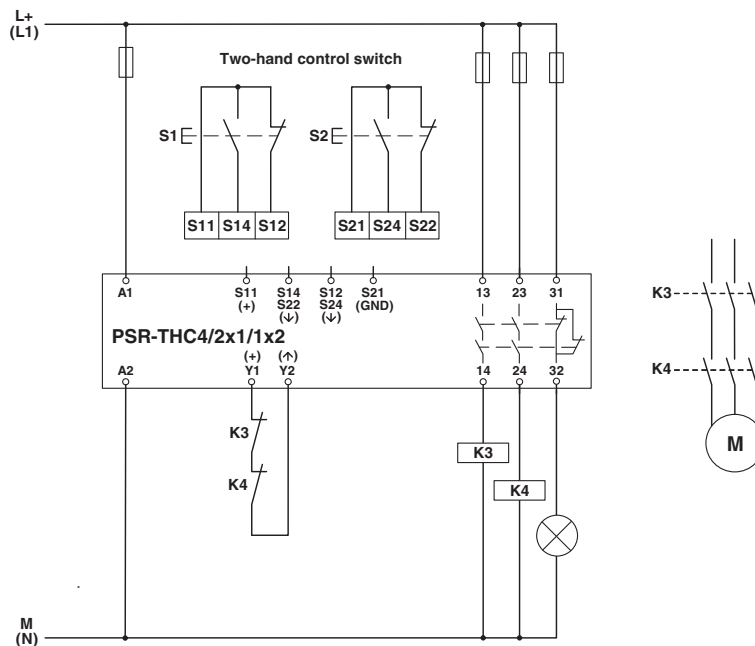 L+
(L1)
Two-hand control switch
S1
S2
S11 S14 S12
S21 S24 S22
A1
S11
(+)
S14
S22
(↓)
S12
S24
(↓)
S21
(GND)
13 23 31
PSR-THC4/2x1/1x2
(+) (↑)
A2 Y1 Y2 14 24 32
K3
K4
K3
K4
K3
K4
M
M
(N)